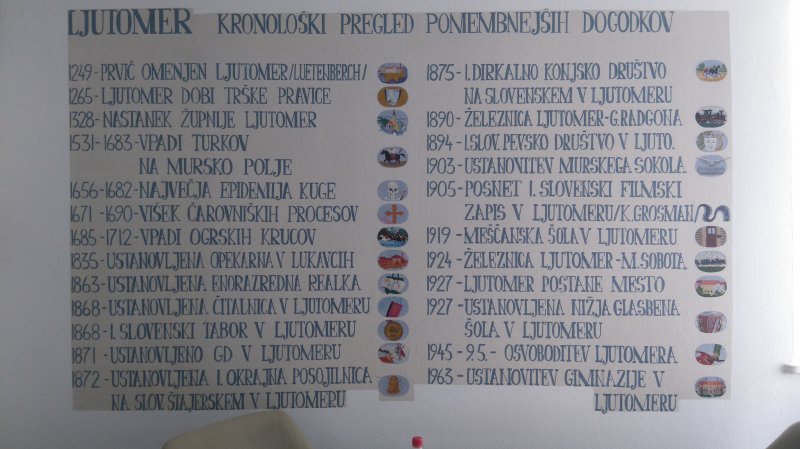 LJUTOMER KRONOLOŠKI PREGLED POMEMBNEJŠIH DOGODKOV
1249-PRVIČ OMENJEN LJUTOMER/LUETENBERCH/
1265-LJUTOMER DOBI TRŠKE PRAVICE
1328-NASTANEK ŽUPNIJE LJUTOMER
1531-1683-VPADI TURKOV
NA MURSKO POLJE
1656-1682-NAJVEČJA EPIDEMIJA KUGE
1671-1690-VIŠEK ČAROVNIŠKIH PROCESOV
1685-1712-VPADI OGRSKIH KRUCOV
1835-USTANOVLJENA OPEKARNA V LUKAVCIH
1863-USTANOVLJENA ENORAZREDNA REALKA
1868-USTANOVLJENA ČITALNICA V LJUTOMERU
1868-I. SLOVENSKI TABOR V LJUTOMERU
1871-USTANOVLJENO GD V LJUTOMERU
1872-USTANOVLJENA I. OKRAJNA POSOJILNICA
NA SLOV. ŠTAJERSKEM V LJUTOMERU
1875-I. DIRKALNO KONJSKO DRUŠTVO
NA SLOVENSKEM V LJUTOMERU
1890-ŽELEZNICA LJUTOMER-G.RADGONA
1894-I.SLOV. PEVSKO DRUŠTVO V LJUTO.
1903-USTANOVITEV MURSKEGA SOKOLA
1905-POSNET I. SLOVENSKI FILMSKI
ZAPIS V LJUTOMERU/K.GROSMAN/
1919-MEŠČANSKA ŠOLA V LJUTOMERU
1924-ŽELEZNICA LJUTOMER-M.SOBOTA
1927-LJUTOMER POSTANE MESTO
1927-USTANOVLJENA NIŽJA GLASBENA
ŠOLA V LJUTOMERU
1945-9.5.-OSVOBODITEV LJUTOMERA
1963-USTANOVITEV GIMNAZIJE V
LJUTOMERU